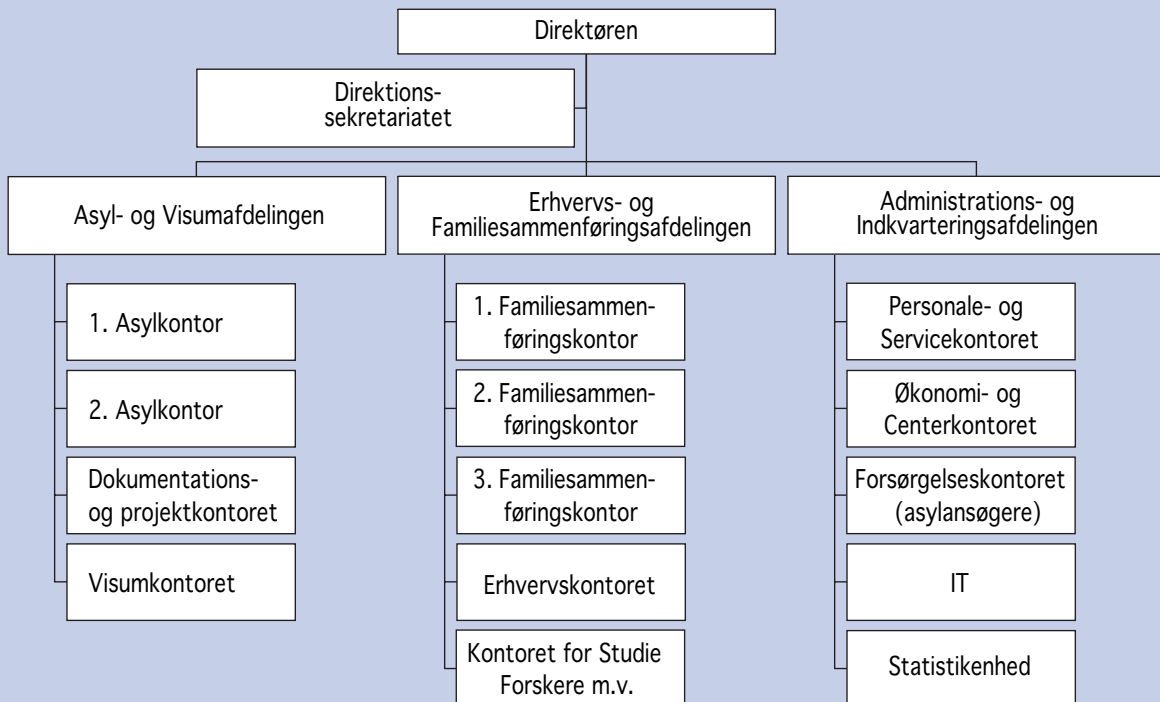 Direktøren
Direktions-
sekretariatet
Asyl- og Visumafdelingen
Erhvervs- og
Familiesammenføringsafdelingen
Administrations- og
Indkvarteringsafdelingen
1. Asylkontor
2. Asylkontor
Dokumentations-
og projektkontoret
Visumkontoret
1. Familiesammen-
føringskontor
2. Familiesammen-
føringskontor
3. Familiesammen-
føringskontor
Erhvervskontoret
Kontoret for Studie
Forskere m.v.
Personale- og
Servicekontoret
Økonomi- og
Centerkontoret
Forsørgelseskontoret
(asylansøgere)
IT
Statistikenhed